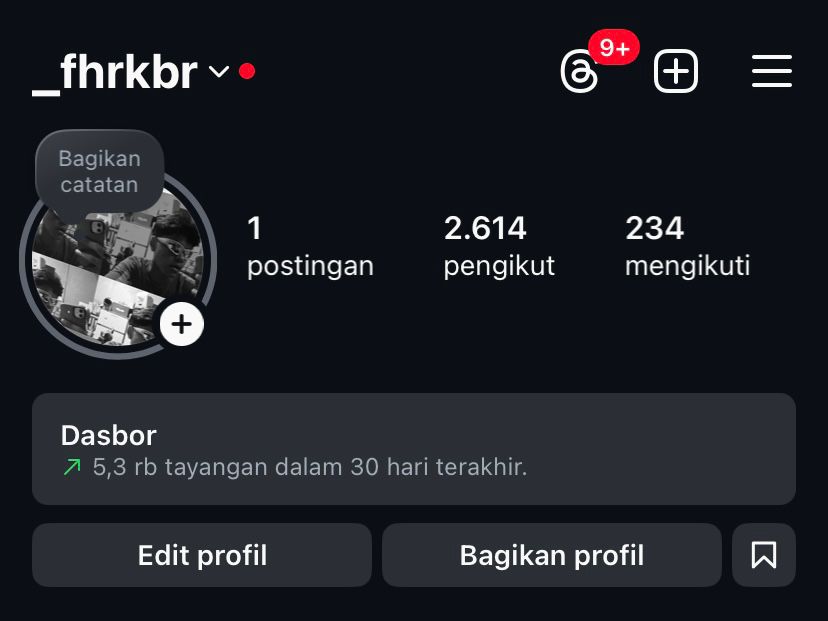 _fhrkbr
9+
Bagikan
catatan
1
postingan
2.614
pengikut
234
mengikuti
Dasbor
5,3 rb tayangan dalam 30 hari terakhir.
Edit profil
Bagikan profil